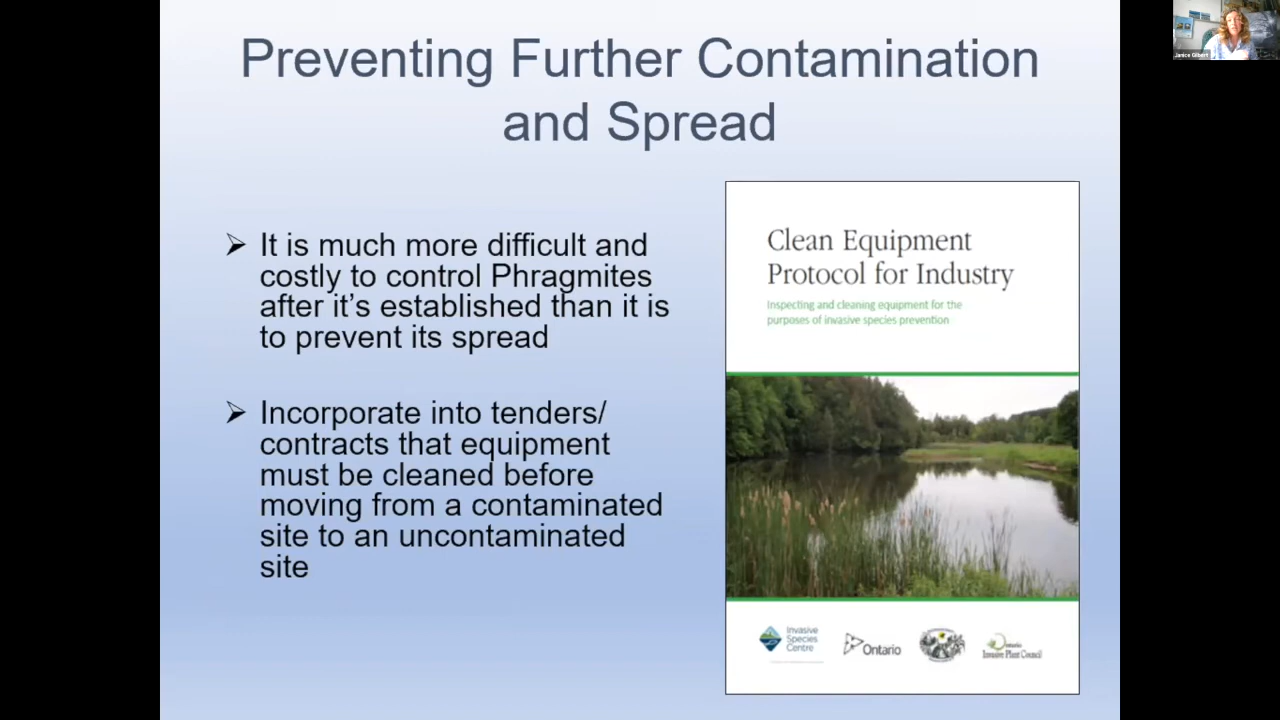 Preventing Further Contamination
and Spread
Janice Gilbert
➢ It is much more difficult and
costly to control Phragmites
after it’s established than it is
to prevent its spread
➢ Incorporate into tenders/
contracts that equipment
must be cleaned before
moving from a contaminated
site to an uncontaminated
site
Clean Equipment
Protocol for Industry
Inspecting and cleaning equipment for the
purposes of invasive species prevention
Invasive
Species
Centre
Ontario
Ontario
Invasive Plant Council